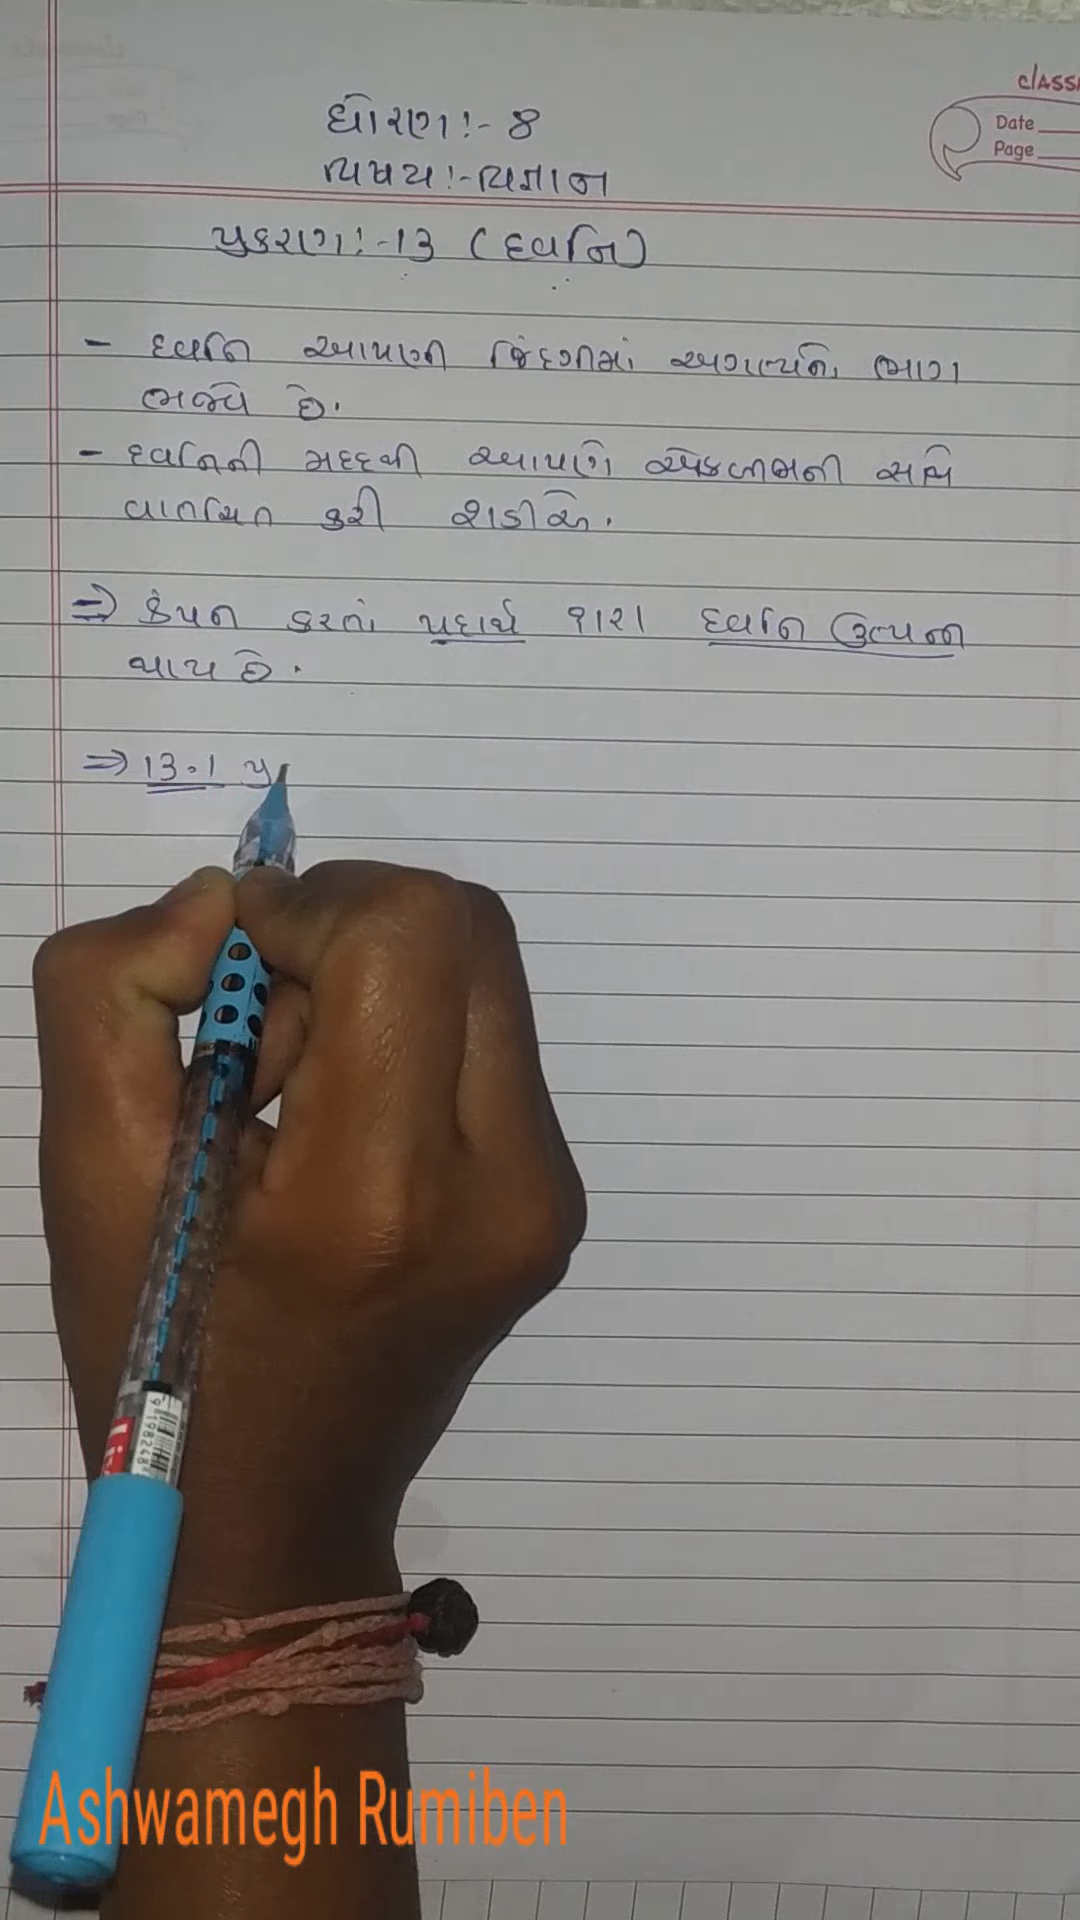 classm
Date
Page
ધોરણ:- 8
વિષય:- વિજ્ઞાન
પ્રકરણ:- 13 (ધ્વનિ)
- ધ્વનિ આપણી જિંદગીમાં અગત્યનો ભાગ
ભજવે છે.
- ધ્વનિની મદદથી આપણે એકબીજાની સાથે
વાતચિત કરી શકીએ.
⇒ કંપન કરતાં પદાર્થ દ્વારા ધ્વનિ ઉત્પન્ન
થાય છે.
⇒ 13.1 પ્ર
Ashwamegh Rumiben